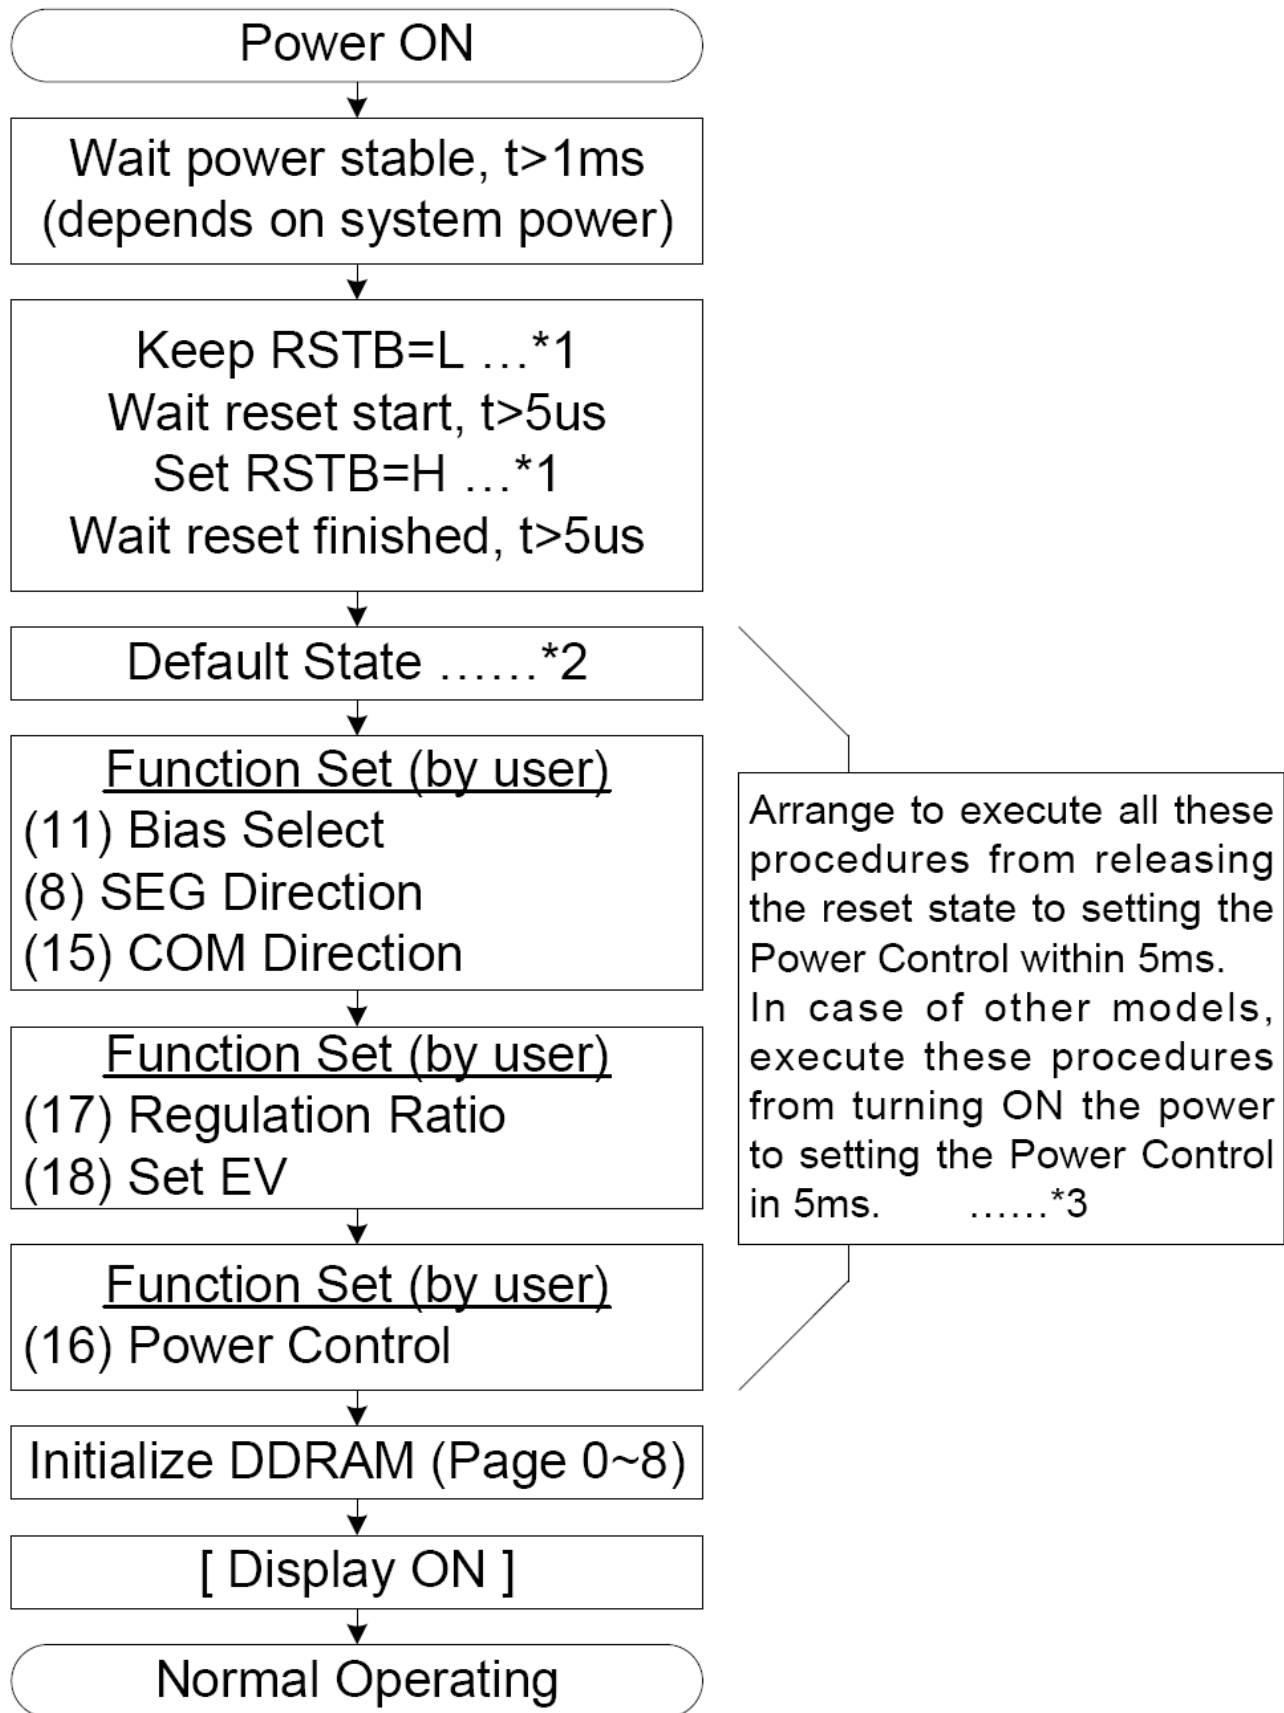 Power ON
Wait power stable, t>1ms
(depends on system power)
Keep RSTB=L ...*1
Wait reset start, t>5us
Set RSTB=H ...*1
Wait reset finished, t>5us
Default State ......*2
Function Set (by user)
(11) Bias Select
(8) SEG Direction
(15) COM Direction
Function Set (by user)
(17) Regulation Ratio
(18) Set EV
Function Set (by user)
(16) Power Control
Arrange to execute all these
procedures from releasing
the reset state to setting the
Power Control within 5ms.
In case of other models,
execute these procedures
from turning ON the power
to setting the Power Control
in 5ms. ......*3
Initialize DDRAM (Page 0~8)
[ Display ON ]
Normal Operating